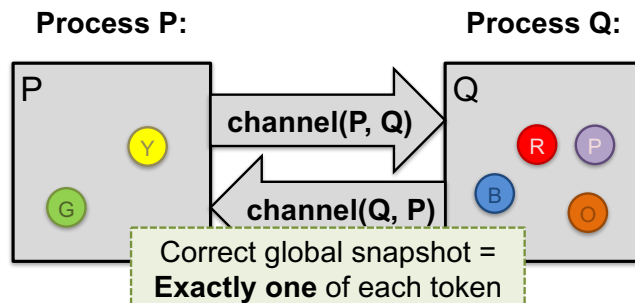 Process P:
Process Q:
P
Q
channel(P, Q)
Y
R
P
G
B
O
channel(Q, P)
Correct global snapshot =
Exactly one of each token